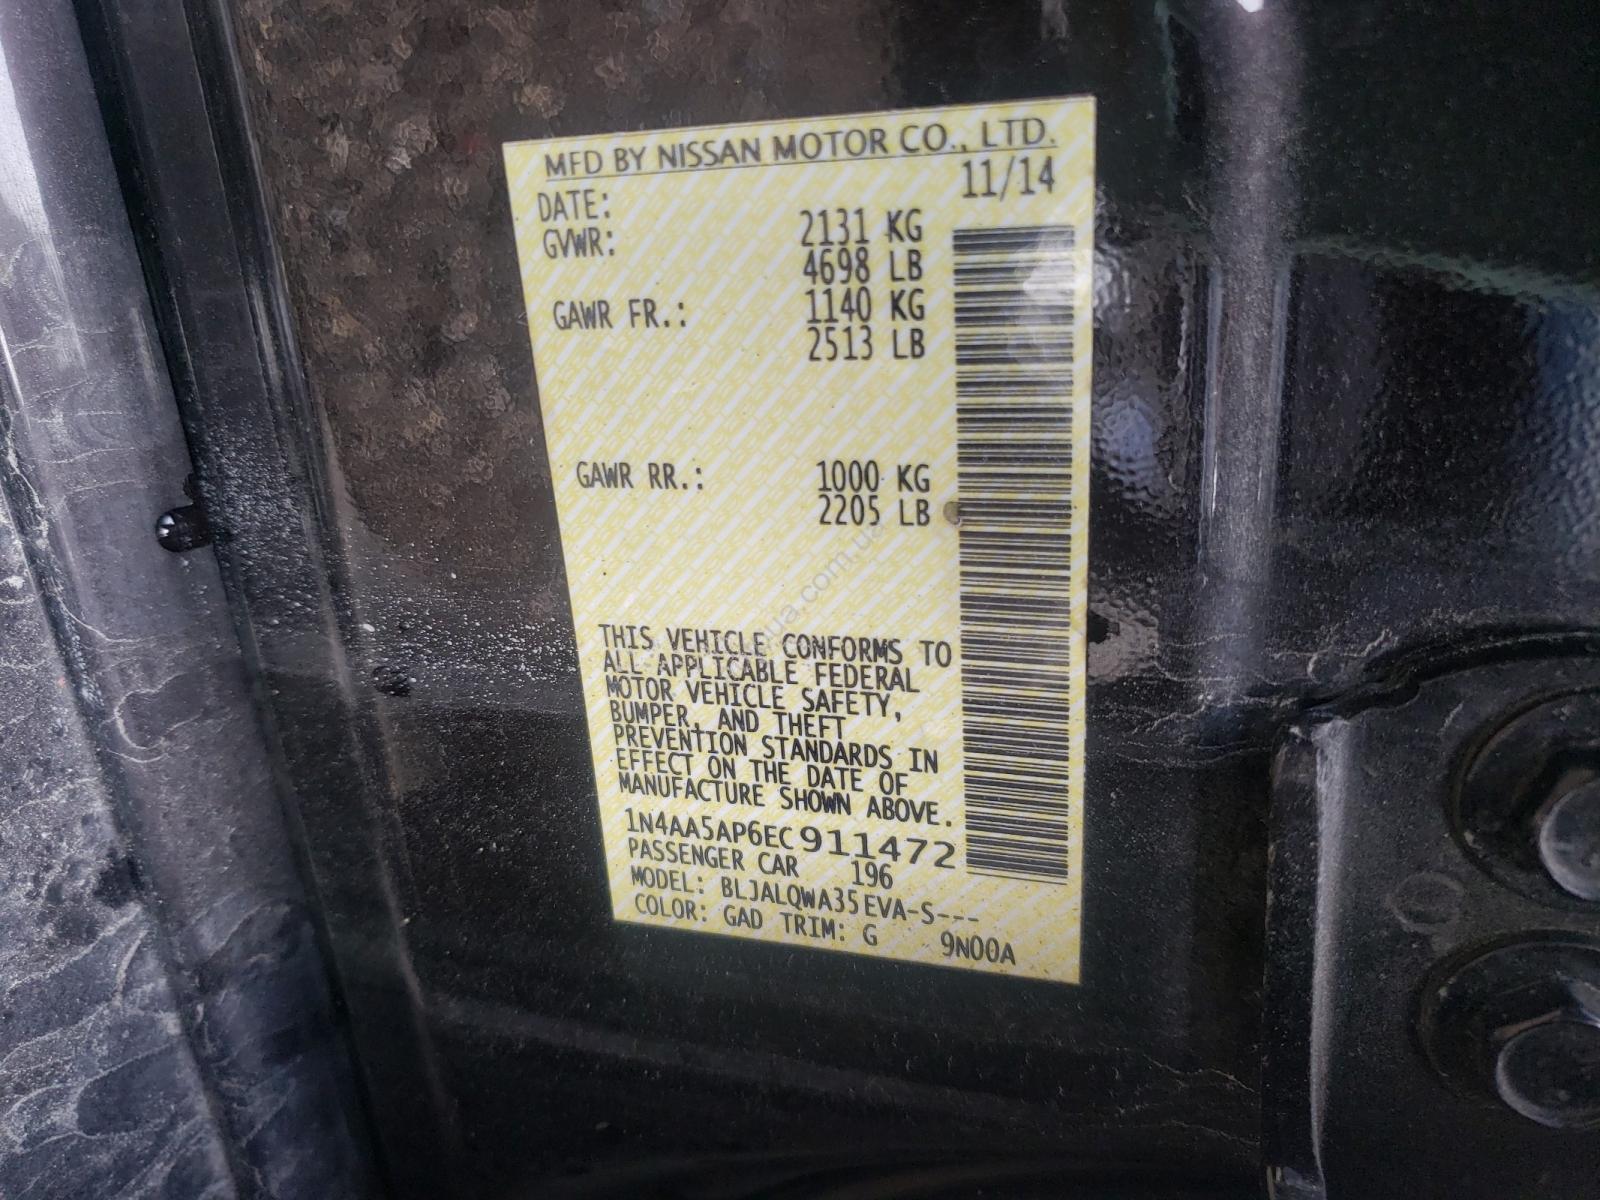 MFD BY NISSAN MOTOR CO., LTD.
DATE: 11/14
GVWR: 2131 KG
4698 LB
GAWR FR.: 1140 KG
2513 LB
GAWR RR.: 1000 KG
2205 LB
THIS VEHICLE CONFORMS TO
ALL APPLICABLE FEDERAL
MOTOR VEHICLE SAFETY,
BUMPER, AND THEFT
PREVENTION STANDARDS IN
EFFECT ON THE DATE OF
MANUFACTURE SHOWN ABOVE.
1N4AA5AP6EC911472
PASSENGER CAR 196
MODEL: BLJALQWA35EVA-S---
COLOR: GAD TRIM: G 9N00A